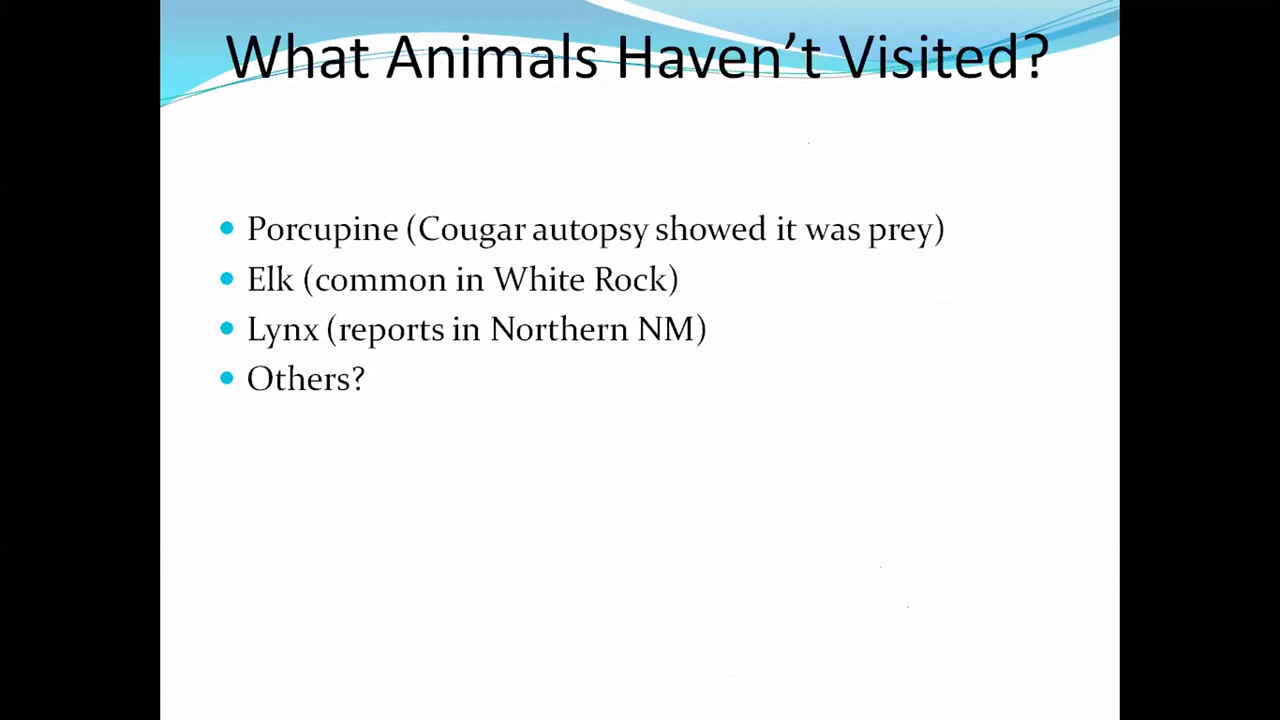 What Animals Haven’t Visited?
Porcupine (Cougar autopsy showed it was prey)
Elk (common in White Rock)
Lynx (reports in Northern NM)
Others?